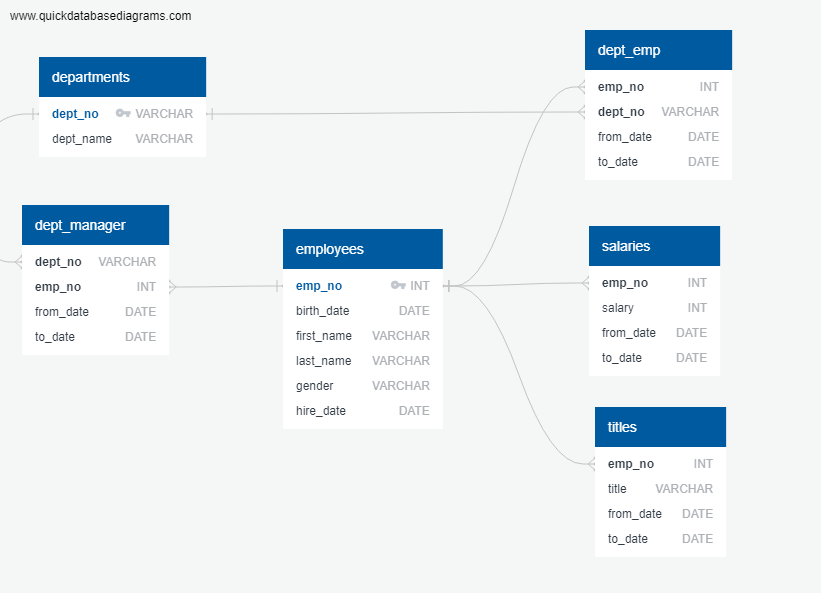 www.quickdatabasediagrams.com
departments
dept_no VARCHAR
dept_name VARCHAR
dept_manager
dept_no VARCHAR
emp_no INT
from_date DATE
to_date DATE
employees
emp_no INT
birth_date DATE
first_name VARCHAR
last_name VARCHAR
gender VARCHAR
hire_date DATE
dept_emp
emp_no INT
dept_no VARCHAR
from_date DATE
to_date DATE
salaries
emp_no INT
salary INT
from_date DATE
to_date DATE
titles
emp_no INT
title VARCHAR
from_date DATE
to_date DATE